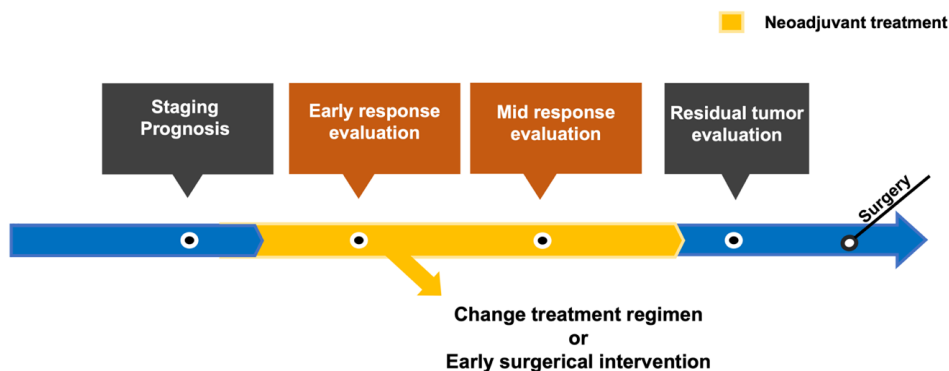 Neoadjuvant treatment
Staging
Prognosis
Early response
evaluation
Mid response
evaluation
Residual tumor
evaluation
Surgery
Change treatment regimen
or
Early surgerical intervention